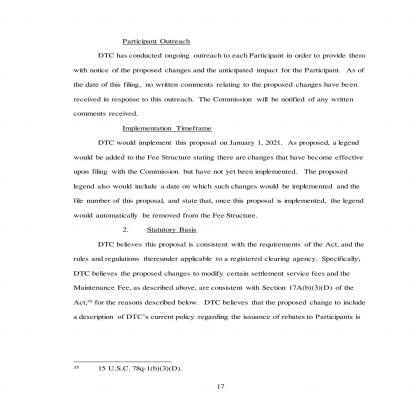 Participant Outreach
DTC has conducted ongoing outreach to each Participant in order to provide them
with notice of the proposed changes and the anticipated impact for the Participant. As of
the date of this filing, no written comments relating to the proposed changes have been
received in response to this outreach. The Commission will be notified of any written
comments received.
Implementation Timeframe
DTC would implement this proposal on January 1, 2021. As proposed, a legend
would be added to the Fee Structure stating there are changes that have become effective
upon filing with the Commission but have not yet been implemented. The proposed
legend also would include a date on which such changes would be implemented and the
file number of this proposal, and state that, once this proposal is implemented, the legend
would automatically be removed from the Fee Structure.
2. Statutory Basis
DTC believes this proposal is consistent with the requirements of the Act, and the
rules and regulations thereunder applicable to a registered clearing agency. Specifically,
DTC believes the proposed changes to modify certain settlement service fees and the
Maintenance Fee, as described above, are consistent with Section 17A(b)(3)(D) of the
Act,³⁵ for the reasons described below. DTC believes that the proposed change to include
a description of DTC's current policy regarding the issuance of rebates to Participants is
³⁵ 15 U.S.C. 78q-1(b)(3)(D).
17